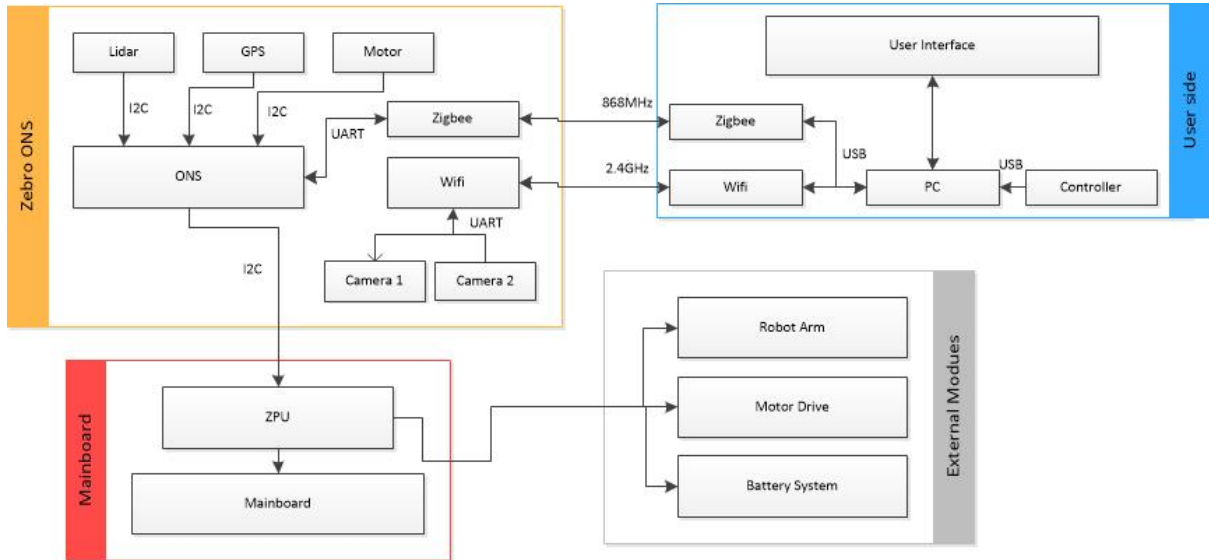 Zebro ONS
Lidar
GPS
Motor
I2C
I2C
I2C
UART
Zigbee
ONS
Wifi
UART
I2C
Camera 1
Camera 2
868MHz
2.4GHz
User Interface
Zigbee
USB
Wifi
PC
USB
Controller
User side
Mainboard
ZPU
Mainboard
Robot Arm
Motor Drive
Battery System
External Modues